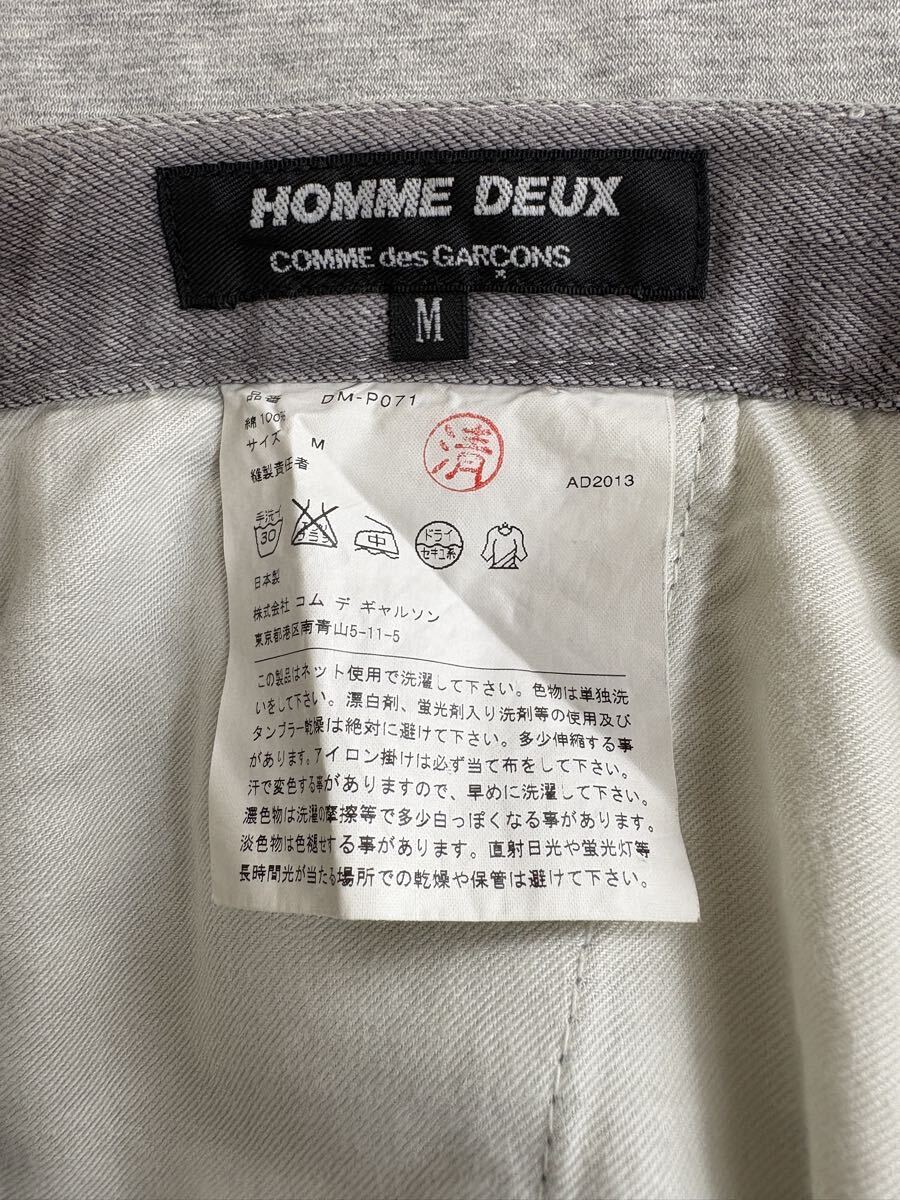 HOMME DEUX
COMME des GARÇONS
M
品番 DM-P071
綿100%
サイズ M
縫製責任者
清
AD2013
手洗イ
30
エンソ
サラシ
中
ドライ
セキユ系
日本製
株式会社 コム デ ギャルソン
東京都港区南青山5-11-5
この製品はネット使用で洗濯して下さい。色物は単独洗
いをして下さい。漂白剤、蛍光剤入り洗剤等の使用及び
タンブラー乾燥は絶対に避けて下さい。多少伸縮する事
があります。アイロン掛けは必ず当て布をして下さい。
汗で変色する事がありますので、早めに洗濯して下さい。
濃色物は洗濯の摩擦等で多少白っぽくなる事があります。
淡色物は色褪せする事があります。直射日光や蛍光灯等
長時間光が当たる場所での乾燥や保管は避けて下さい。